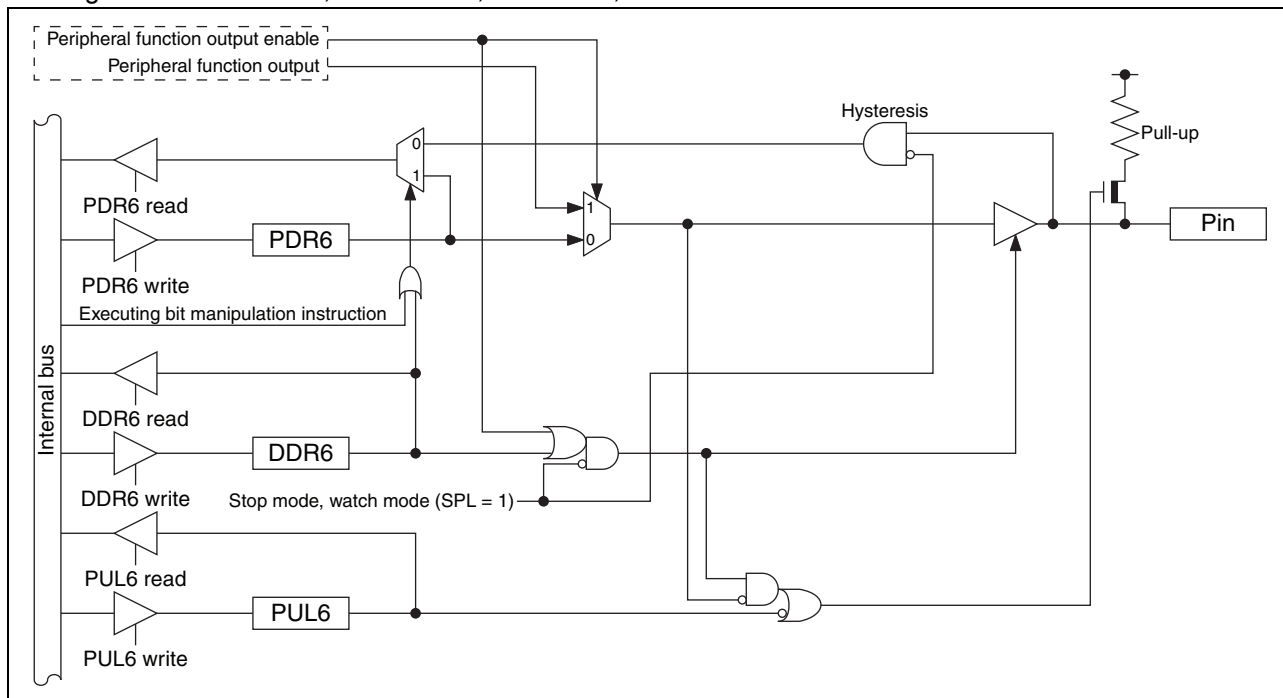 Peripheral function output enable
Peripheral function output
Hysteresis
Pull-up
0
1
PDR6 read
1
PDR6
0
Pin
PDR6 write
Executing bit manipulation instruction
Internal bus
DDR6 read
DDR6
DDR6 write
Stop mode, watch mode (SPL = 1)
PUL6 read
PUL6
PUL6 write